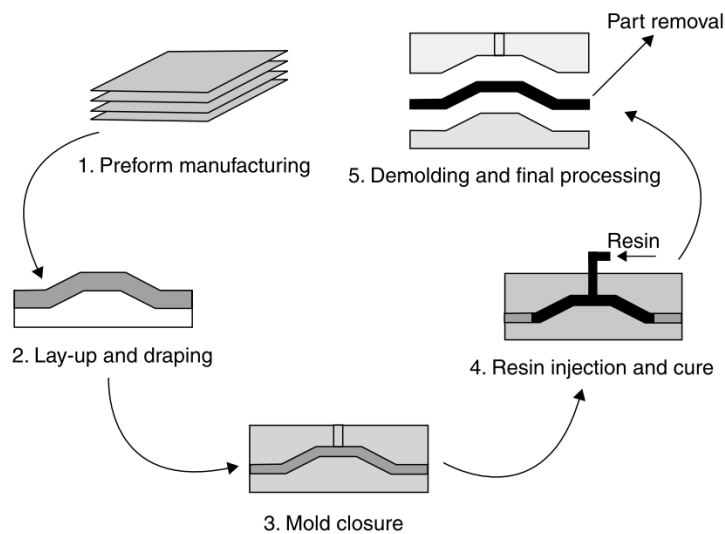 Part removal
1. Preform manufacturing
5. Demolding and final processing
Resin
2. Lay-up and draping
4. Resin injection and cure
3. Mold closure